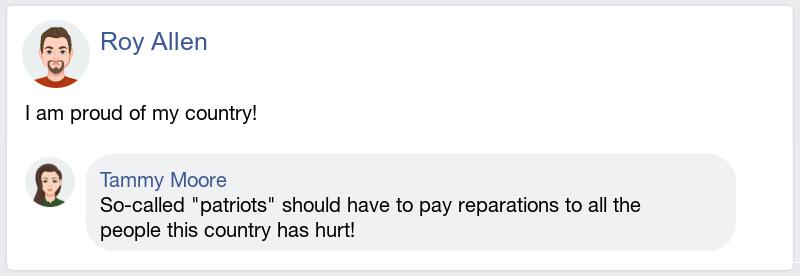 Roy Allen
I am proud of my country!
Tammy Moore
So-called "patriots" should have to pay reparations to all the
people this country has hurt!